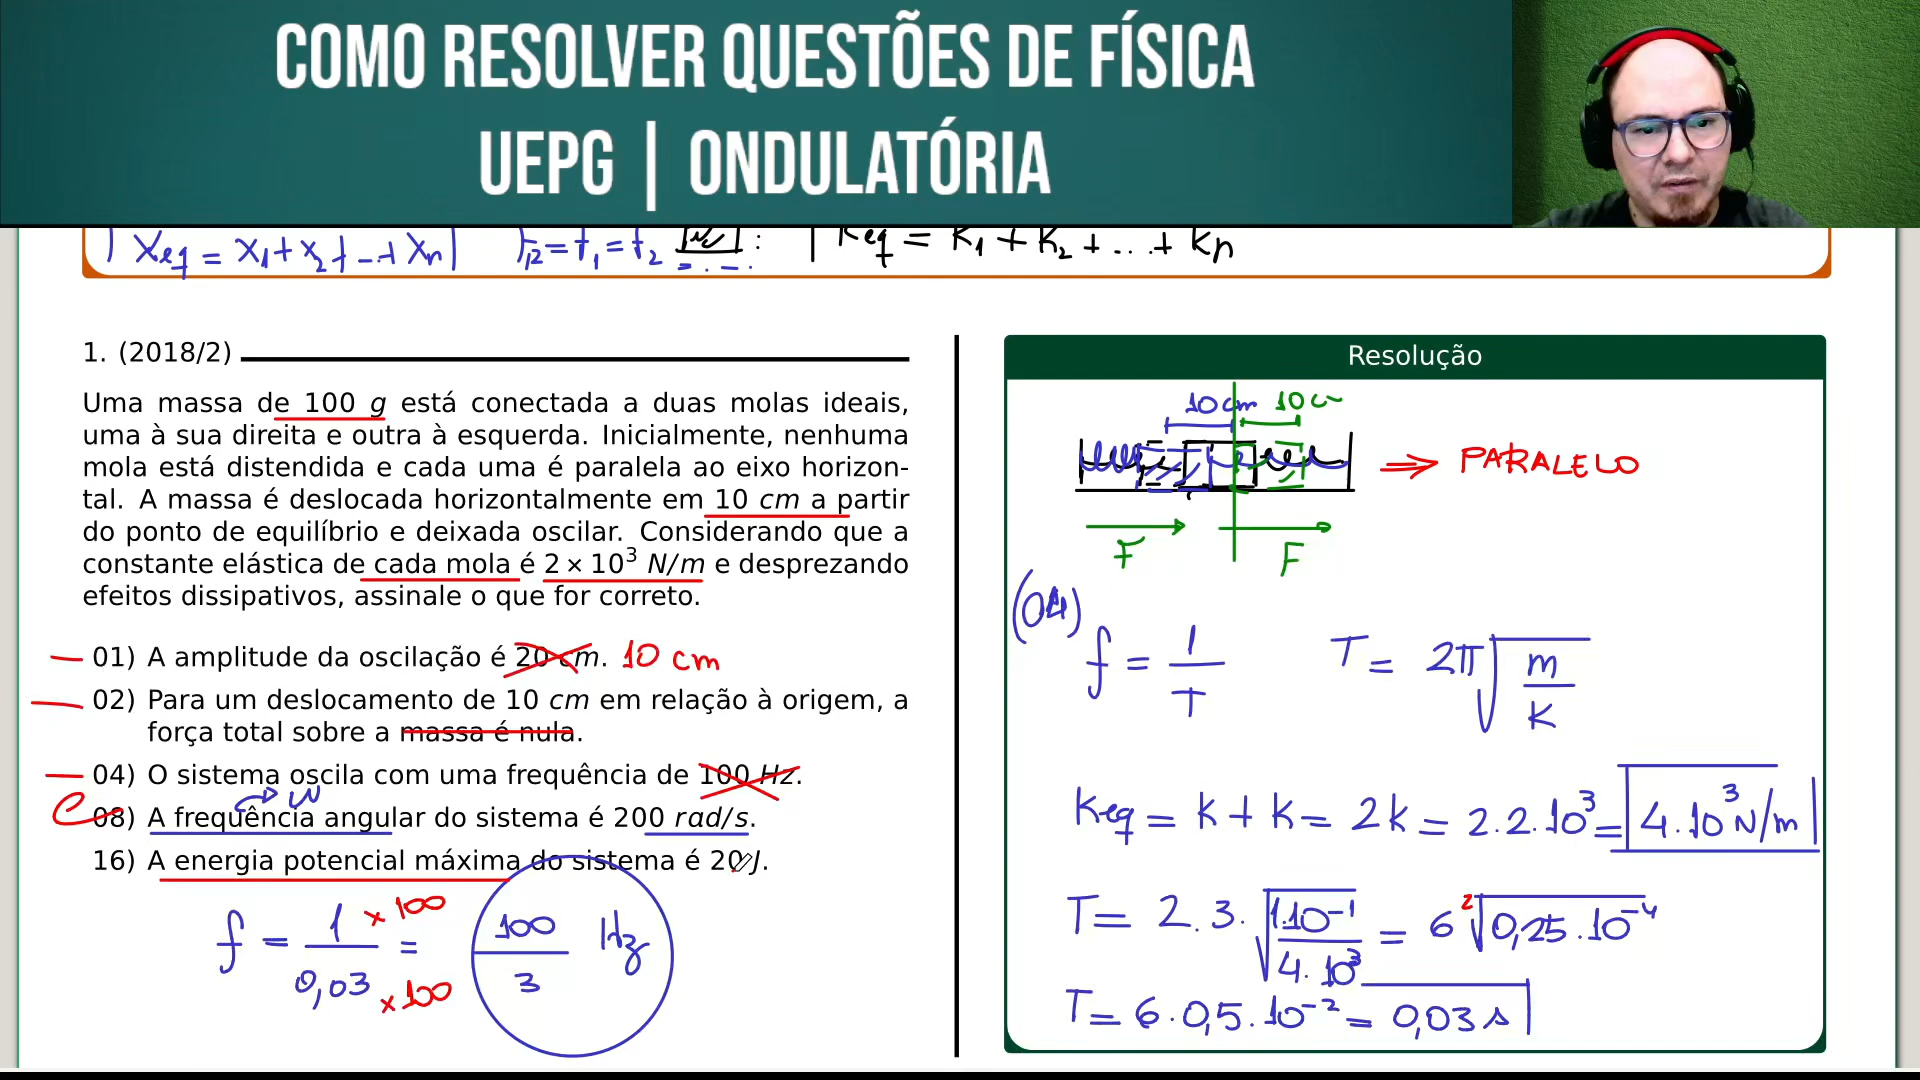 COMO RESOLVER QUESTÕES DE FÍSICA
UEPG | ONDULATÓRIA
Xeq = X1 + X2 + ... + Xn
Keq = K1 + K2 + ... + Kn
1. (2018/2)
Uma massa de 100 g está conectada a duas molas ideais,
uma à sua direita e outra à esquerda. Inicialmente, nenhuma
mola está distendida e cada uma é paralela ao eixo horizon-
tal. A massa é deslocada horizontalmente em 10 cm a partir
do ponto de equilíbrio e deixada oscilar. Considerando que a
constante elástica de cada mola é 2 × 10³ N/m e desprezando
efeitos dissipativos, assinale o que for correto.
01) A amplitude da oscilação é 20 cm. 10 cm
02) Para um deslocamento de 10 cm em relação à origem, a
força total sobre a massa é nula.
04) O sistema oscila com uma frequência de 100 Hz.
W
08) A frequência angular do sistema é 200 rad/s.
16) A energia potencial máxima do sistema é 20 J.
f = 1 ×100 / 0,03 ×100 = 100/3 Hz
Resolução
10cm 10c
⇒ PARALELO
F F
(04)
f = 1/T T = 2π√(m/K)
Keq = K + K = 2K = 2.2.10³ = 4.10³ N/m
T = 2.3.√(1.10⁻¹/4.10³) = 6 ²√0,25.10⁻⁴
T = 6.0,5.10⁻² = 0,03 s